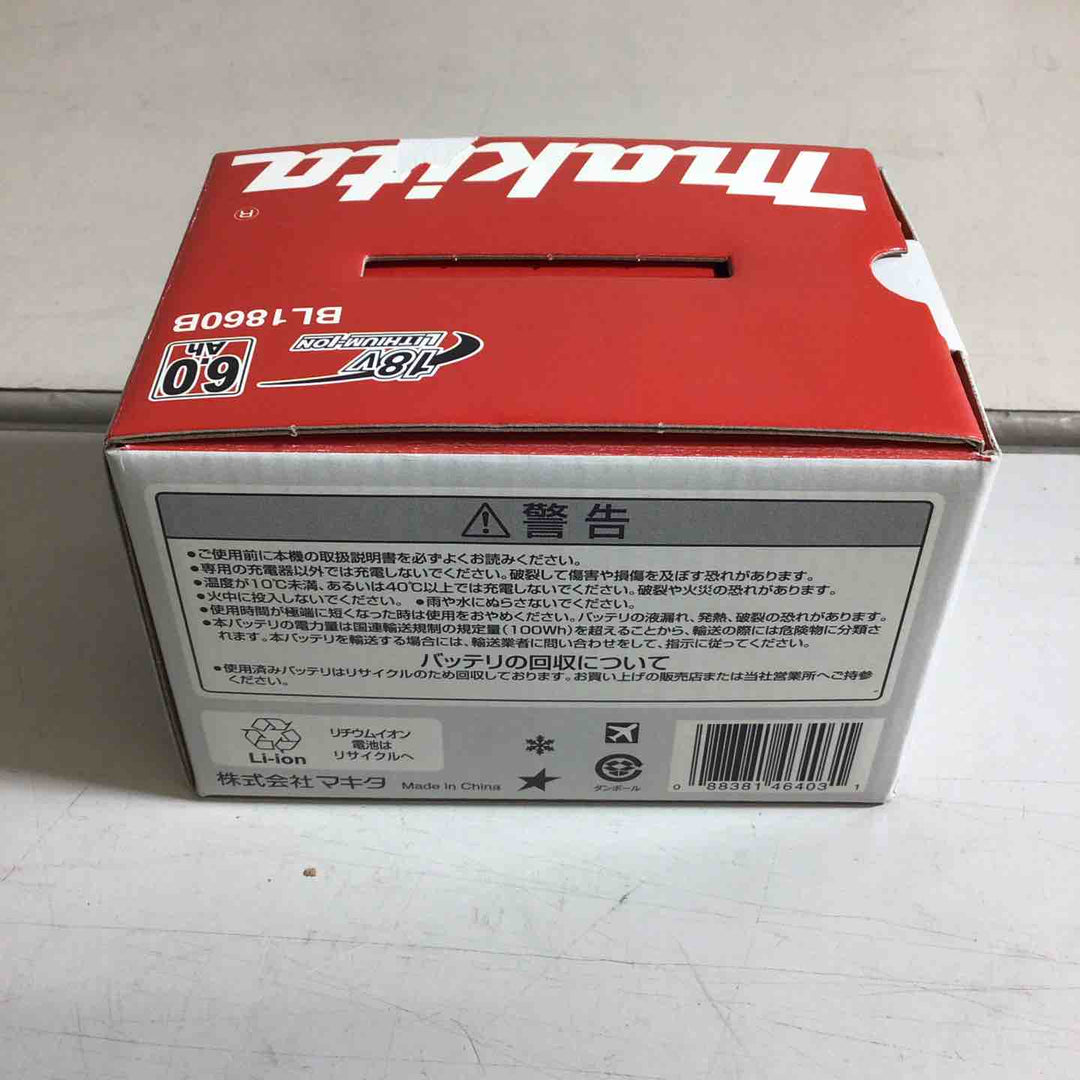 makita
®
BL1860B
18V
LITHIUM-ION
6.0
Ah
警告
●ご使用前に本機の取扱説明書を必ずよくお読みください。
●専用の充電器以外では充電しないでください。破裂して傷害や損傷を及ぼす恐れがあります。
●温度が10℃未満、あるいは40℃以上では充電しないでください。破裂や火災の恐れがあります。
●火中に投入しないでください。 ●雨や水にぬらさないでください。
●使用時間が極端に短くなった時は使用をおやめください。バッテリの液漏れ、発熱、破裂の恐れがあります。
●本バッテリの電力量は国連輸送規制の規定量(100Wh)を超えることから、輸送の際には危険物に分類さ
れます。本バッテリを輸送する場合には、輸送業者に問い合わせをして、指示に従ってください。
バッテリの回収について
●使用済みバッテリはリサイクルのため回収しております。お買い上げの販売店または当社営業所へご持参
ください。
Li-ion
リチウムイオン
電池は
リサイクルへ
株式会社マキタ Made in China
ダンボール
0 88381 46403 1